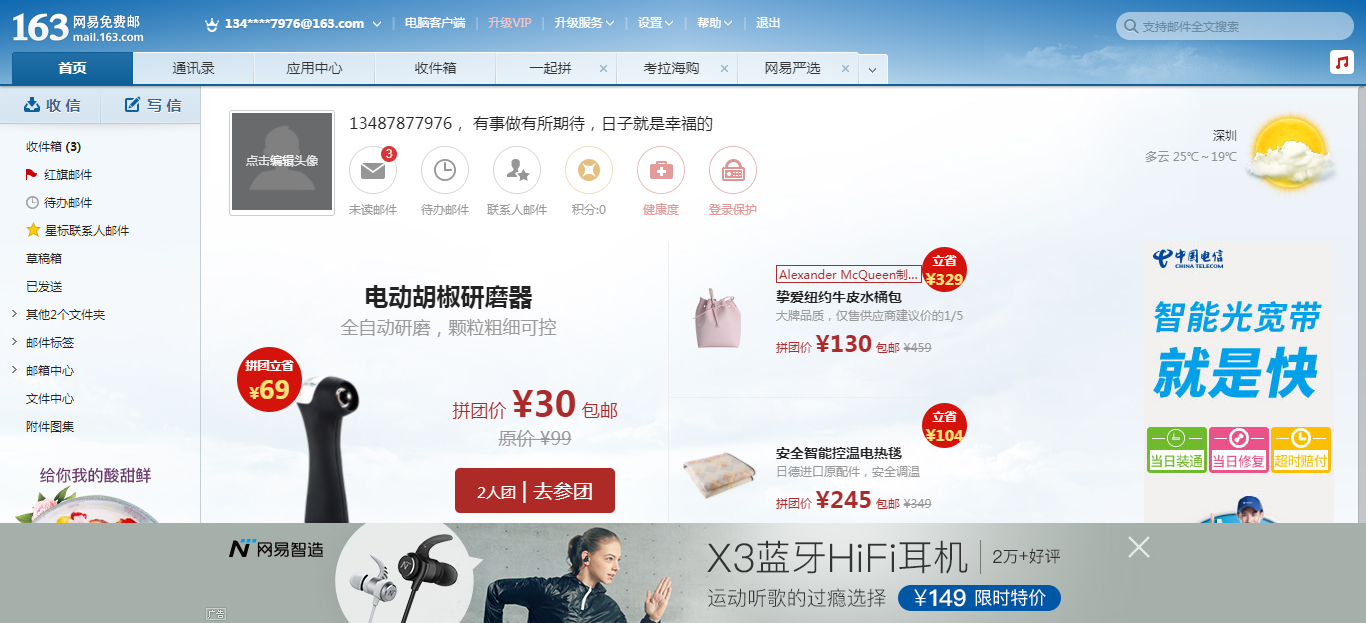 163 网易免费邮
mail.163.com
134****7976@163.com
电脑客户端
升级VIP
升级服务
设置
帮助
退出
支持邮件全文搜索
首页
通讯录
应用中心
收件箱
一起拼 ×
考拉海购 ×
网易严选 ×
收 信
写 信
收件箱 (3)
红旗邮件
待办邮件
星标联系人邮件
草稿箱
已发送
其他2个文件夹
邮件标签
邮箱中心
文件中心
附件图集
给你我的酸甜鲜
点击编辑头像
13487877976， 有事做有所期待，日子就是幸福的
3
未读邮件
待办邮件
联系人邮件
积分:0
健康度
登录保护
深圳
多云 25℃～19℃
电动胡椒研磨器
全自动研磨，颗粒粗细可控
拼团立省
¥69
拼团价 ¥30 包邮
原价 ¥99
2人团 | 去参团
立省
¥329
Alexander McQueen制...
挚爱纽约牛皮水桶包
大牌品质，仅售供应商建议价的1/5
拼团价 ¥130 包邮 ¥459
立省
¥104
安全智能控温电热毯
日德进口原配件，安全调温
拼团价 ¥245 包邮 ¥349
中国电信
CHINA TELECOM
智能光宽带
就是快
当日装通
当日修复
超时赔付
网易智造
X3蓝牙HiFi耳机 | 2万+好评
运动听歌的过瘾选择 ¥149 限时特价
广告